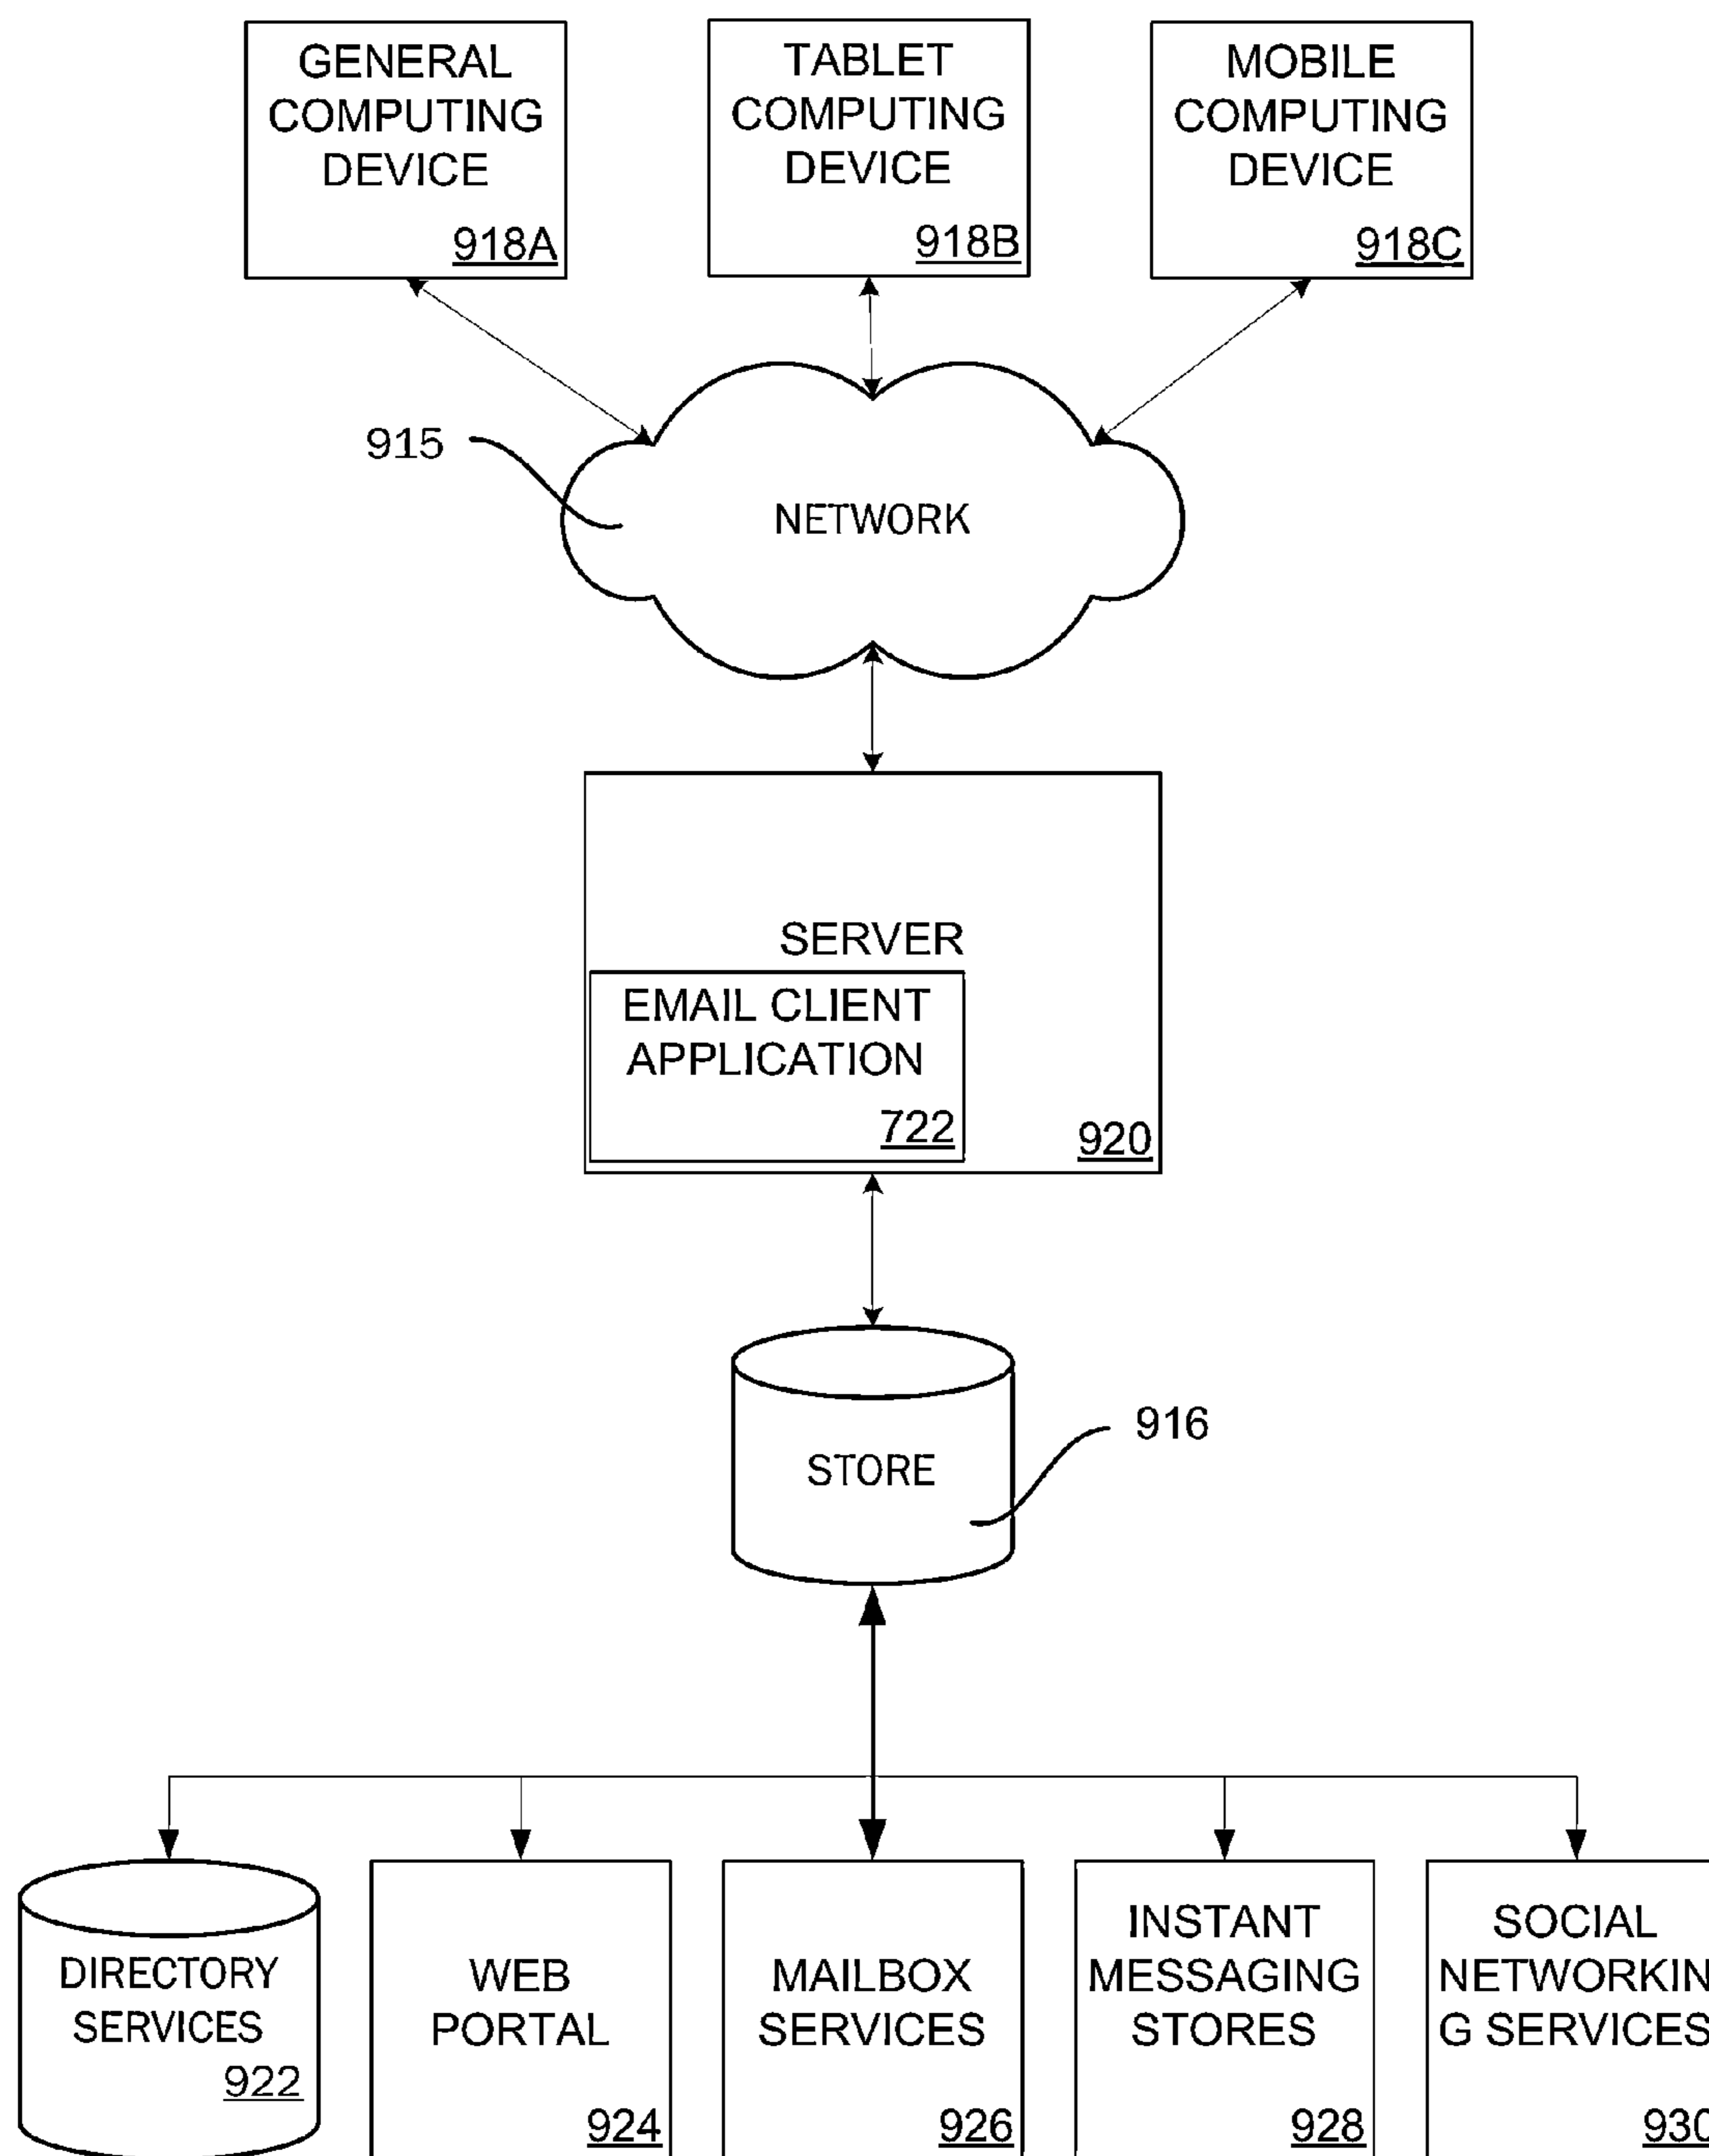 GENERAL
COMPUTING
DEVICE
918A
TABLET
COMPUTING
DEVICE
918B
MOBILE
COMPUTING
DEVICE
918C
915
NETWORK
SERVER
EMAIL CLIENT
APPLICATION
722
920
916
STORE
DIRECTORY
SERVICES
922
WEB
PORTAL
924
MAILBOX
SERVICES
926
INSTANT
MESSAGING
STORES
928
SOCIAL
NETWORKIN
G SERVICES
930